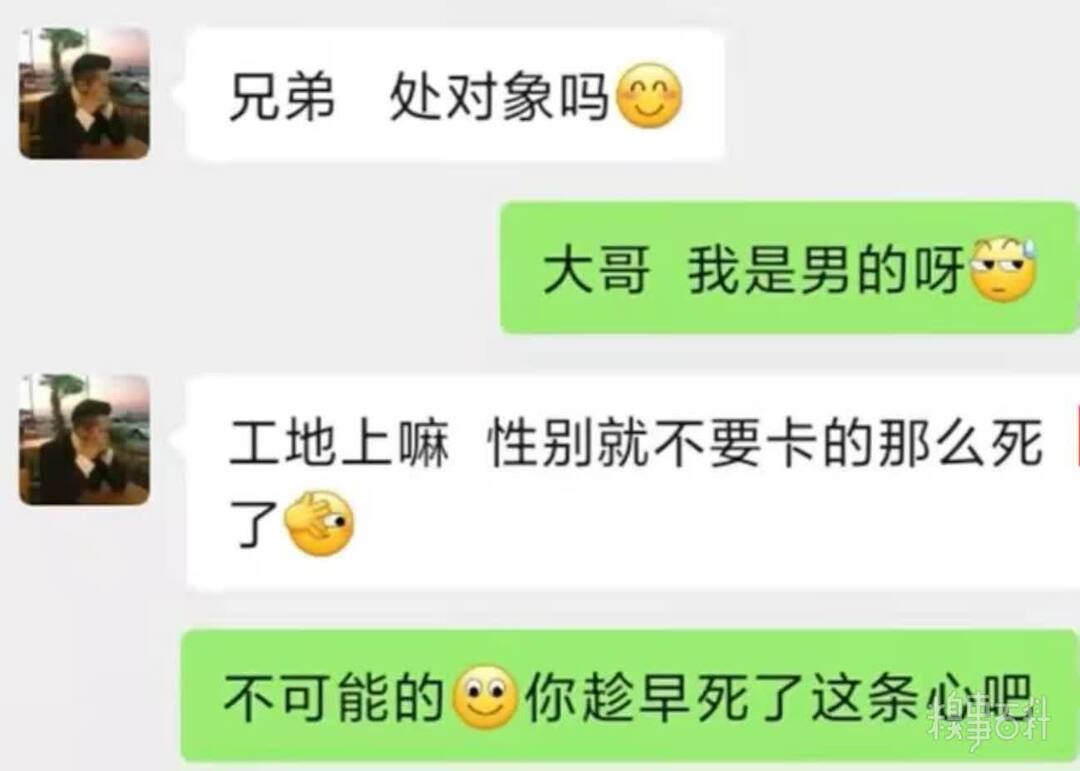 兄弟 处对象吗😊
大哥 我是男的呀
工地上嘛 性别就不要卡的那么死
了
不可能的🙂你趁早死了这条心吧
糗事百科